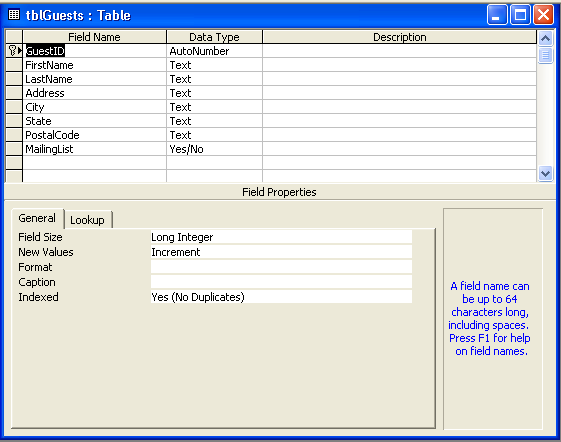 tblGuests : Table
Field Name Data Type Description
GuestID AutoNumber
FirstName Text
LastName Text
Address Text
City Text
State Text
PostalCode Text
MailingList Yes/No
Field Properties
General Lookup
Field Size Long Integer
New Values Increment
Format
Caption
Indexed Yes (No Duplicates)
A field name can
be up to 64
characters long,
including spaces.
Press F1 for help
on field names.